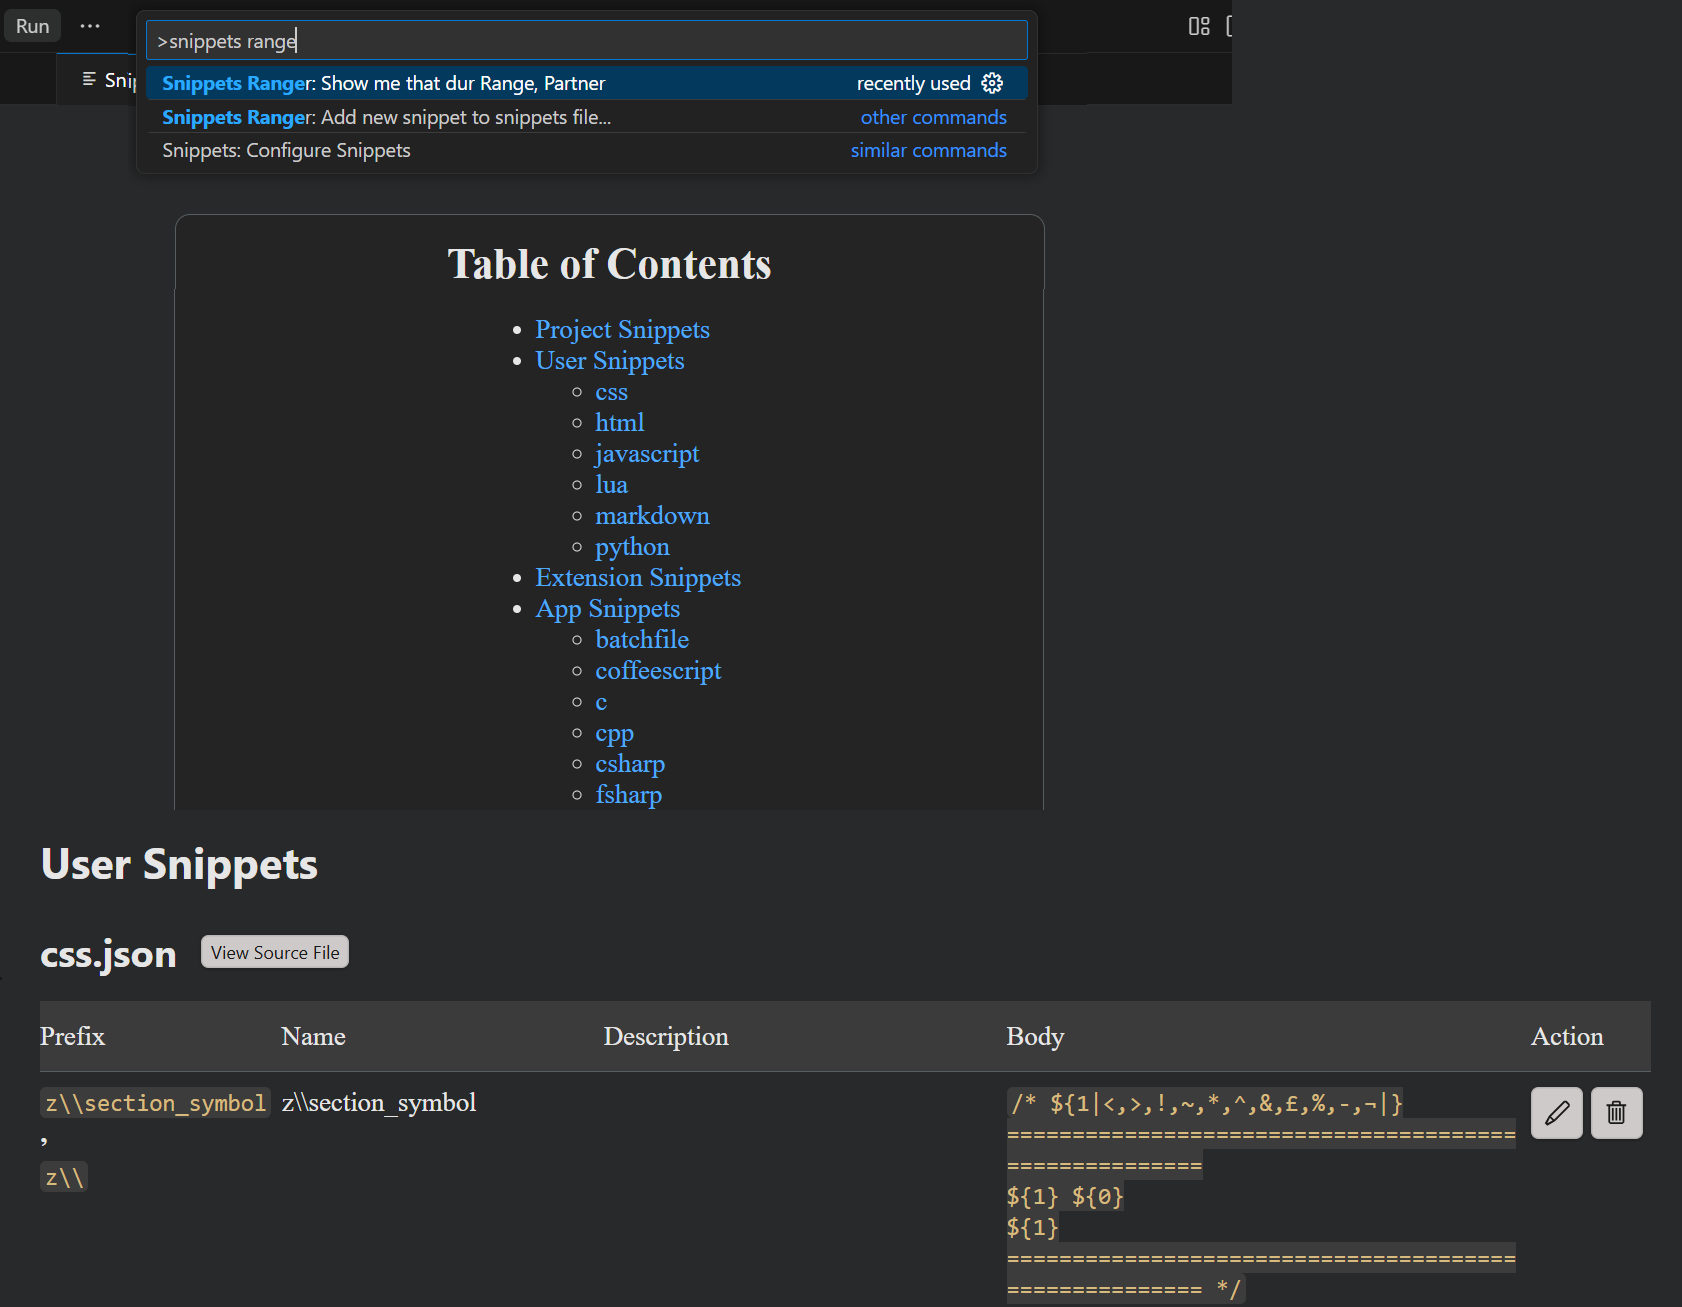 Run ···
>snippets range
Snippets Ranger: Show me that dur Range, Partner recently used
Snippets Ranger: Add new snippet to snippets file... other commands
Snippets: Configure Snippets similar commands
Snip
Table of Contents
• Project Snippets
• User Snippets
○ css
○ html
○ javascript
○ lua
○ markdown
○ python
• Extension Snippets
• App Snippets
○ batchfile
○ coffeescript
○ c
○ cpp
○ csharp
○ fsharp
User Snippets
css.json View Source File
Prefix Name Description Body Action
z\\section_symbol z\\section_symbol /* ${1|<,>,!,~,*,^,&,£,%,-,¬|}
,
=======================================
z\\
===============
${1} ${0}
${1}
=======================================
=============== */